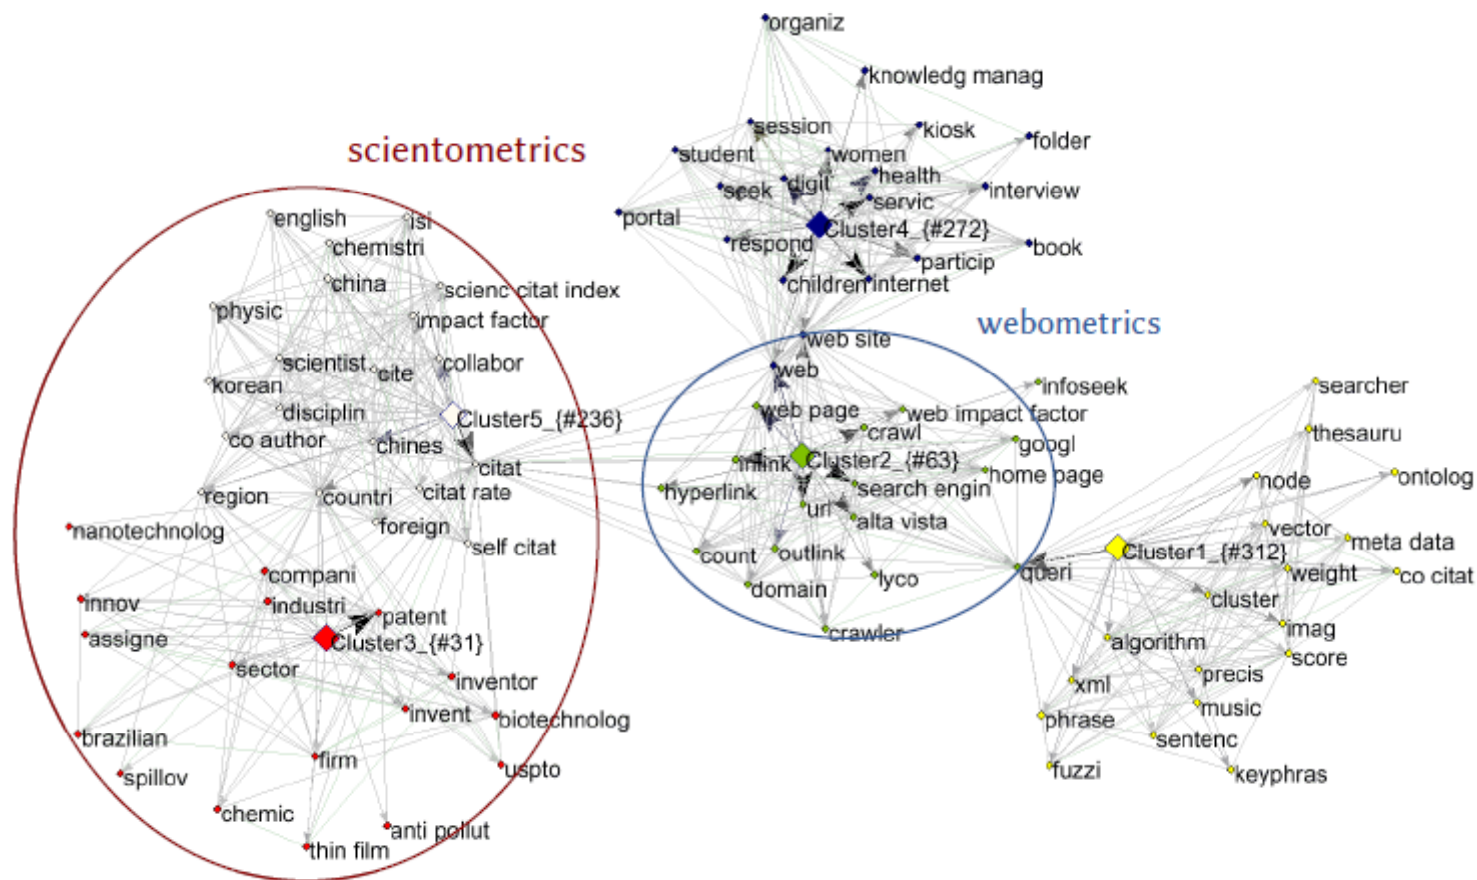 organiz
knowledg manag
session
kiosk
folder
student
women
health
seek
digit
interview
servic
portal
Cluster4_{#272}
respond
book
particip
children
internet
scientometrics
english
isi
chemistri
china
scienc citat index
physic
impact factor
scientist
cite
collabor
korean
disciplin
Cluster5_{#236}
co author
chines
citat
region
countri
citat rate
foreign
self citat
nanotechnolog
compani
innov
industri
patent
assigne
Cluster3_{#31}
sector
inventor
invent
biotechnolog
brazilian
firm
uspto
spillov
chemic
anti pollut
thin film
webometrics
web site
web
infoseek
web page
web impact factor
crawl
googl
inlink
Cluster2_{#63}
home page
hyperlink
search engin
url
alta vista
count
outlink
queri
domain
lyco
crawler
searcher
thesauru
node
ontolog
vector
meta data
Cluster1_{#312}
weight
co citat
cluster
imag
algorithm
score
precis
xml
music
phrase
sentenc
fuzzi
keyphras